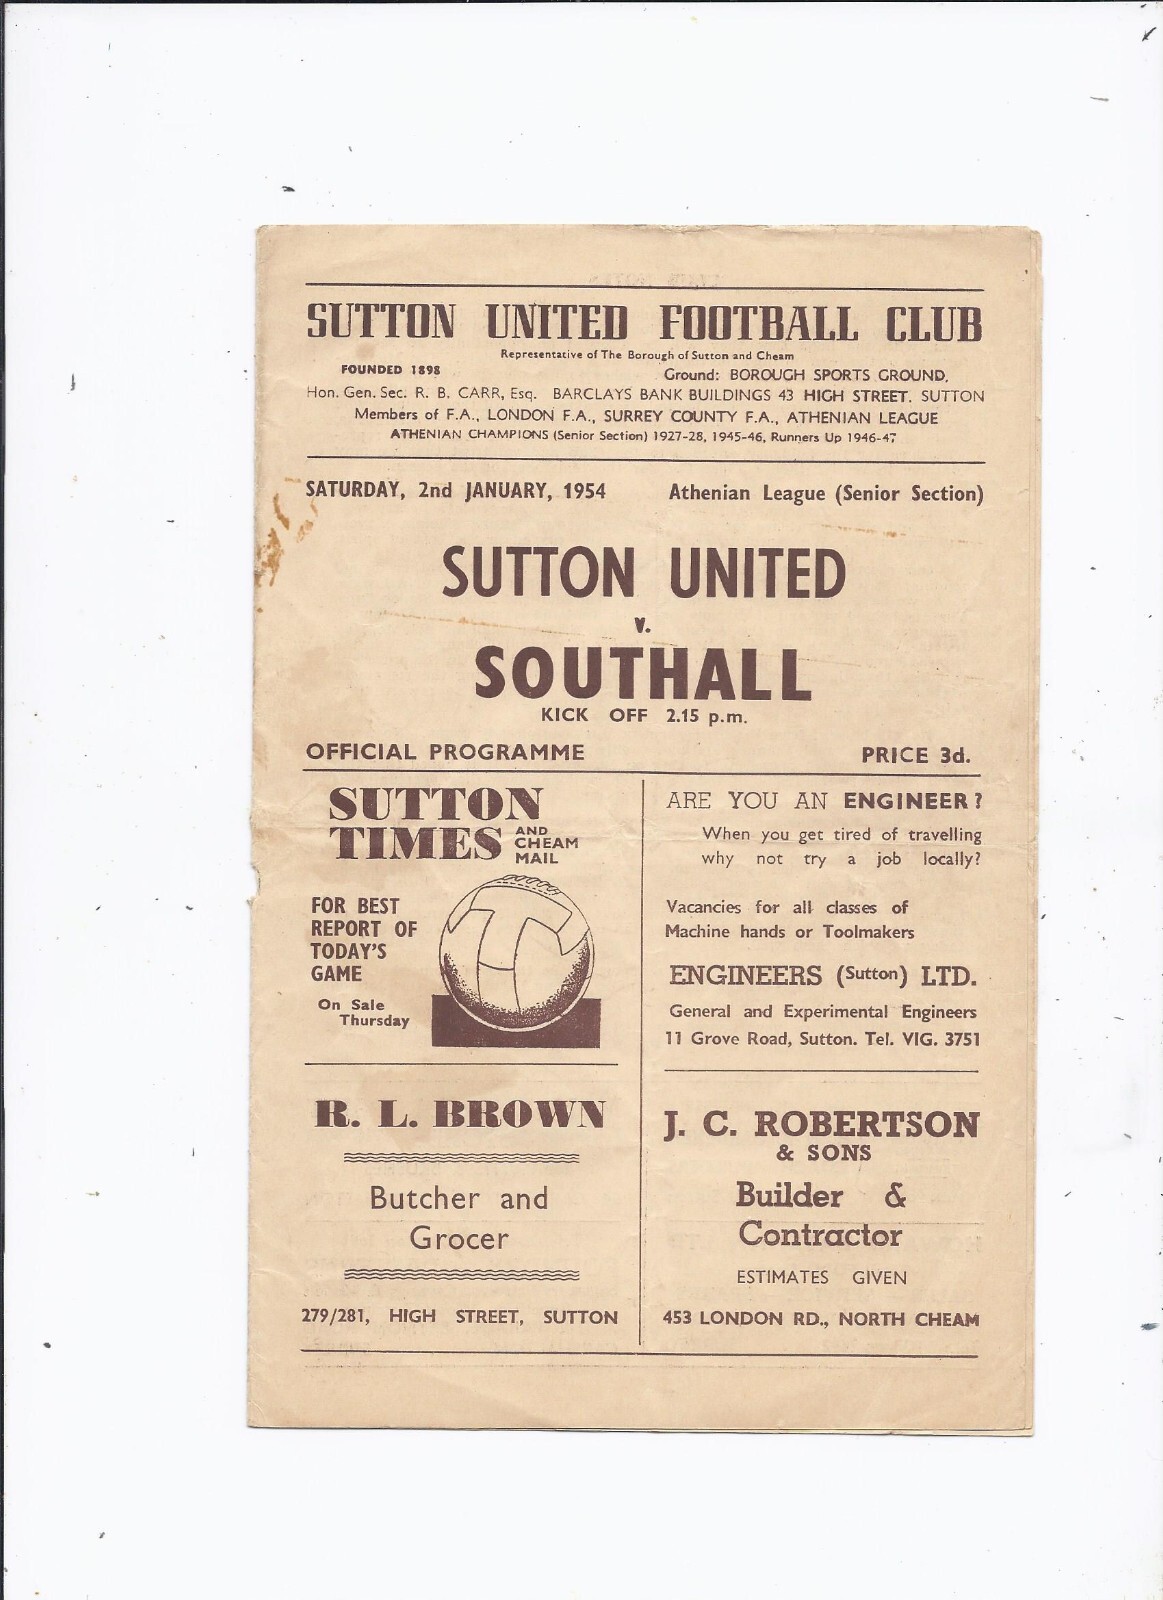 SUTTON UNITED FOOTBALL CLUB
Representative of The Borough of Sutton and Cheam
FOUNDED 1898
Ground: BOROUGH SPORTS GROUND,
Hon. Gen. Sec. R. B. CARR, Esq. BARCLAYS BANK BUILDINGS 43 HIGH STREET. SUTTON
Members of F.A., LONDON F.A., SURREY COUNTY F.A., ATHENIAN LEAGUE
ATHENIAN CHAMPIONS (Senior Section) 1927-28, 1945-46, Runners Up 1946-47
SATURDAY, 2nd JANUARY, 1954
Athenian League (Senior Section)
SUTTON UNITED
v.
SOUTHALL
KICK OFF 2.15 p.m.
OFFICIAL PROGRAMME
PRICE 3d.
SUTTON
TIMES
AND
CHEAM
MAIL
FOR BEST
REPORT OF
TODAY'S
GAME
On Sale
Thursday
R. L. BROWN
Butcher and
Grocer
279/281, HIGH STREET, SUTTON
ARE YOU AN ENGINEER?
When you get tired of travelling
why not try a job locally?
Vacancies for all classes of
Machine hands or Toolmakers
ENGINEERS (Sutton) LTD.
General and Experimental Engineers
11 Grove Road, Sutton. Tel. VIG. 3751
J. C. ROBERTSON
& SONS
Builder &
Contractor
ESTIMATES GIVEN
453 LONDON RD., NORTH CHEAM